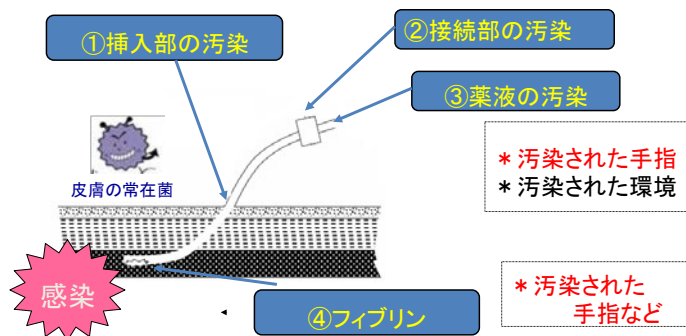 ①挿入部の汚染
②接続部の汚染
③薬液の汚染
皮膚の常在菌
＊汚染された手指
＊汚染された環境
感染
④フィブリン
＊汚染された
手指など